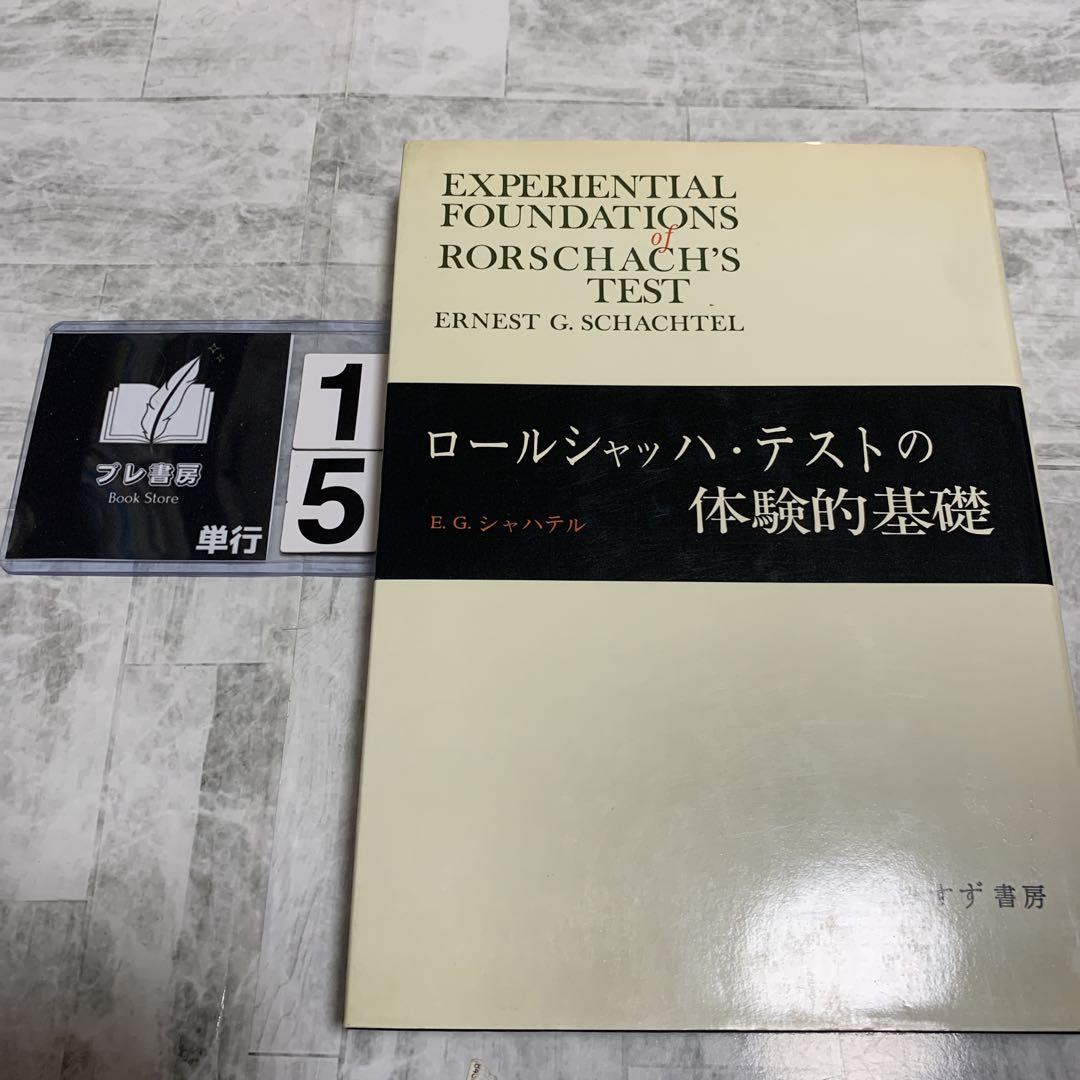 EXPERIENTIAL
FOUNDATIONS
of
RORSCHACH'S
TEST
ERNEST G. SCHACHTEL
ロールシャッハ・テストの
体験的基礎
E. G. シャハテル
すず書房
プレ書房
Book Store
単行
1
5